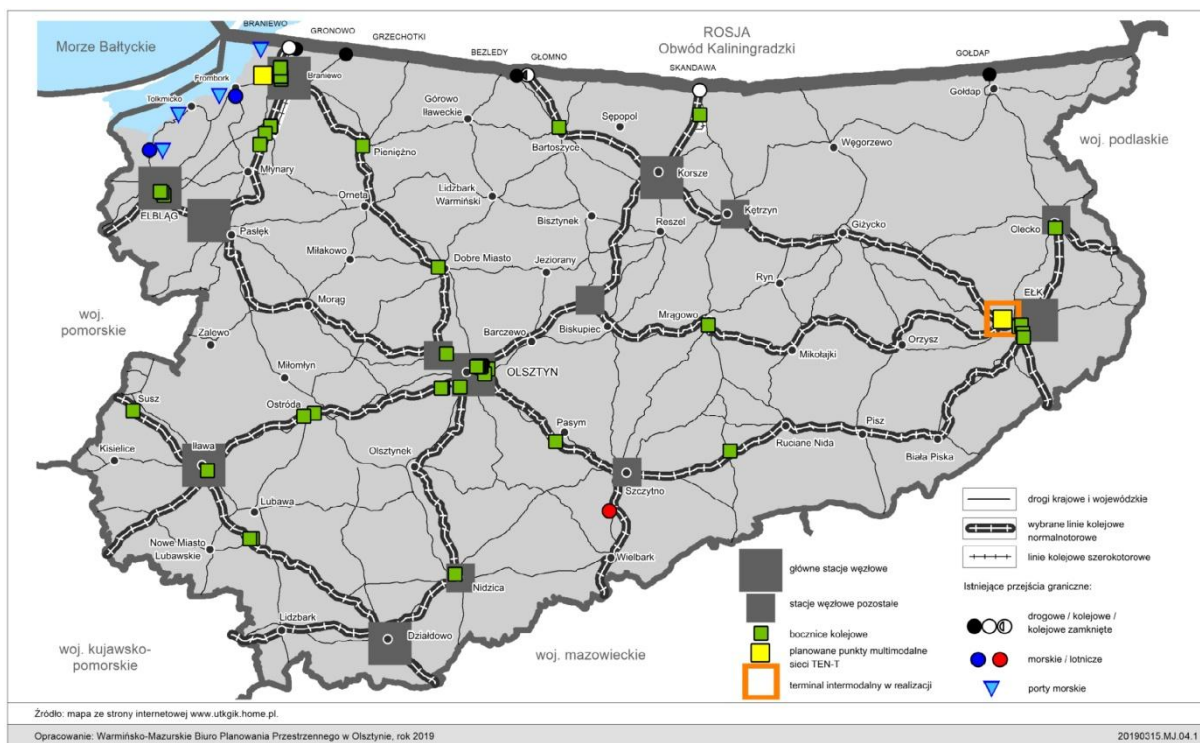 BRANIEWO
GRONOWO
GRZECHOTKI
BEZLEDY
GŁOMNO
ROSJA
Obwód Kaliningradzki
SKANDAWA
GOŁDAP
Morze Bałtyckie
Frombork
Braniewo
Tolkmicko
Górowo
Iławeckie
Sępopol
Gołdap
woj. podlaskie
Pieniężno
Bartoszyce
Węgorzewo
Młynary
Korsze
ELBLĄG
Orneta
Lidzbark
Warmiński
Bisztynek
Reszel
Kętrzyn
Giżycko
Olecko
Pasłęk
Miłakowo
Dobre Miasto
Jeziorany
Ryn
EŁK
woj.
pomorskie
Morąg
Zalewo
Barczewo
Biskupiec
Mrągowo
Mikołajki
Orzysz
Miłomłyn
OLSZTYN
Susz
Ostróda
Kisielice
Iława
Olsztynek
Pasym
Ruciane Nida
Pisz
Biała Piska
Szczytno
Lubawa
Nowe Miasto
Lubawskie
Wielbark
Nidzica
Lidzbark
Działdowo
woj. kujawsko-
pomorskie
woj. mazowieckie
główne stacje węzłowe
stacje węzłowe pozostałe
bocznice kolejowe
planowane punkty multimodalne
sieci TEN-T
terminal intermodalny w realizacji
drogi krajowe i wojewódzkie
wybrane linie kolejowe
normalnotorowe
linie kolejowe szerokotorowe
Istniejące przejścia graniczne:
drogowe / kolejowe /
kolejowe zamknięte
morskie / lotnicze
porty morskie
Źródło: mapa ze strony internetowej www.utkgik.home.pl.
Opracowanie: Warmińsko-Mazurskie Biuro Planowania Przestrzennego w Olsztynie, rok 2019
20190315.MJ.04.1